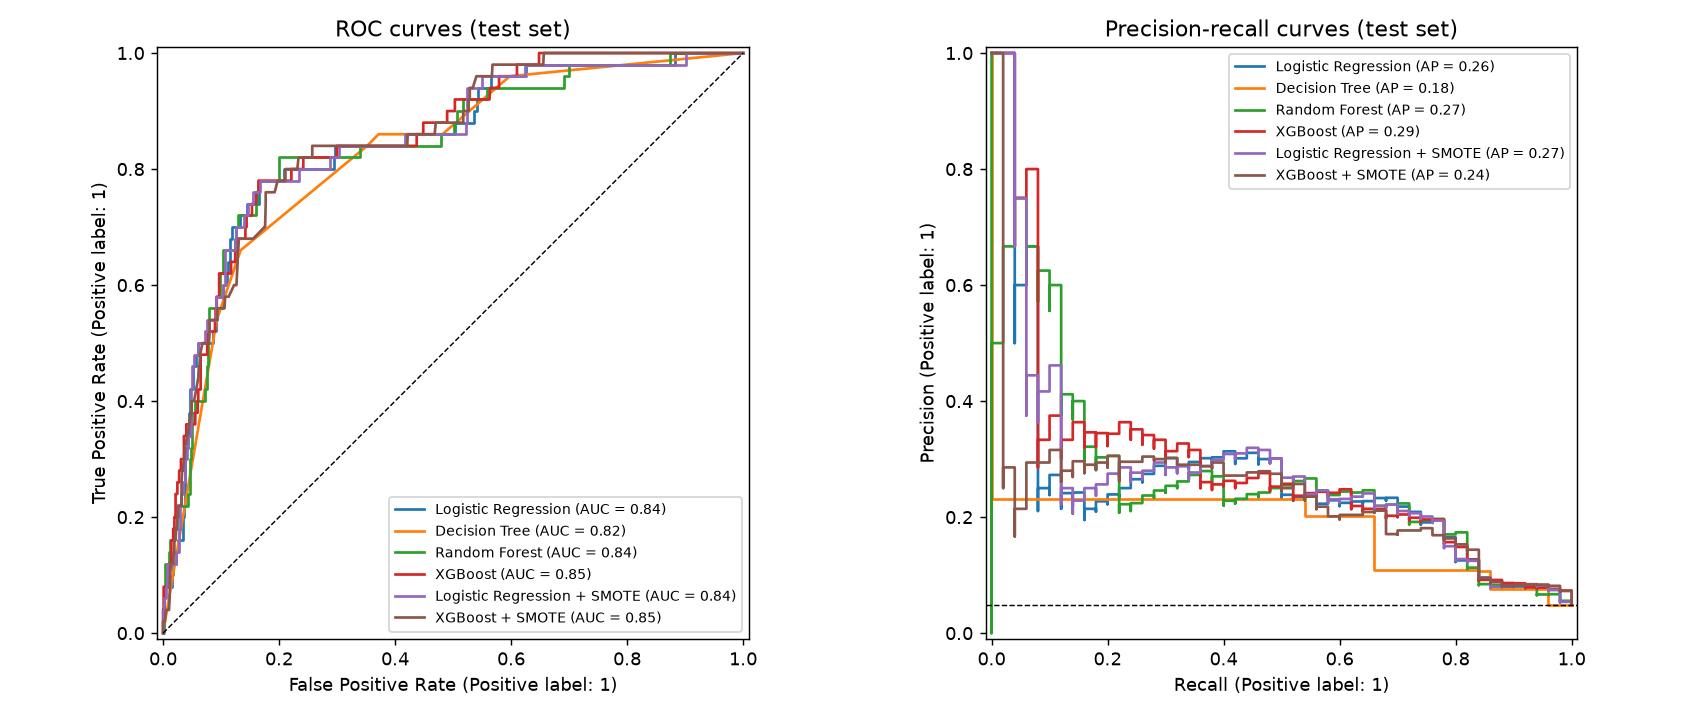 ROC curves (test set)
1.0
0.8
0.6
0.4
0.2
0.0
True Positive Rate (Positive label: 1)
Logistic Regression (AUC = 0.84)
Decision Tree (AUC = 0.82)
Random Forest (AUC = 0.84)
XGBoost (AUC = 0.85)
Logistic Regression + SMOTE (AUC = 0.84)
XGBoost + SMOTE (AUC = 0.85)
0.0 0.2 0.4 0.6 0.8 1.0
False Positive Rate (Positive label: 1)
Precision-recall curves (test set)
1.0
0.8
0.6
0.4
0.2
0.0
Precision (Positive label: 1)
Logistic Regression (AP = 0.26)
Decision Tree (AP = 0.18)
Random Forest (AP = 0.27)
XGBoost (AP = 0.29)
Logistic Regression + SMOTE (AP = 0.27)
XGBoost + SMOTE (AP = 0.24)
0.0 0.2 0.4 0.6 0.8 1.0
Recall (Positive label: 1)